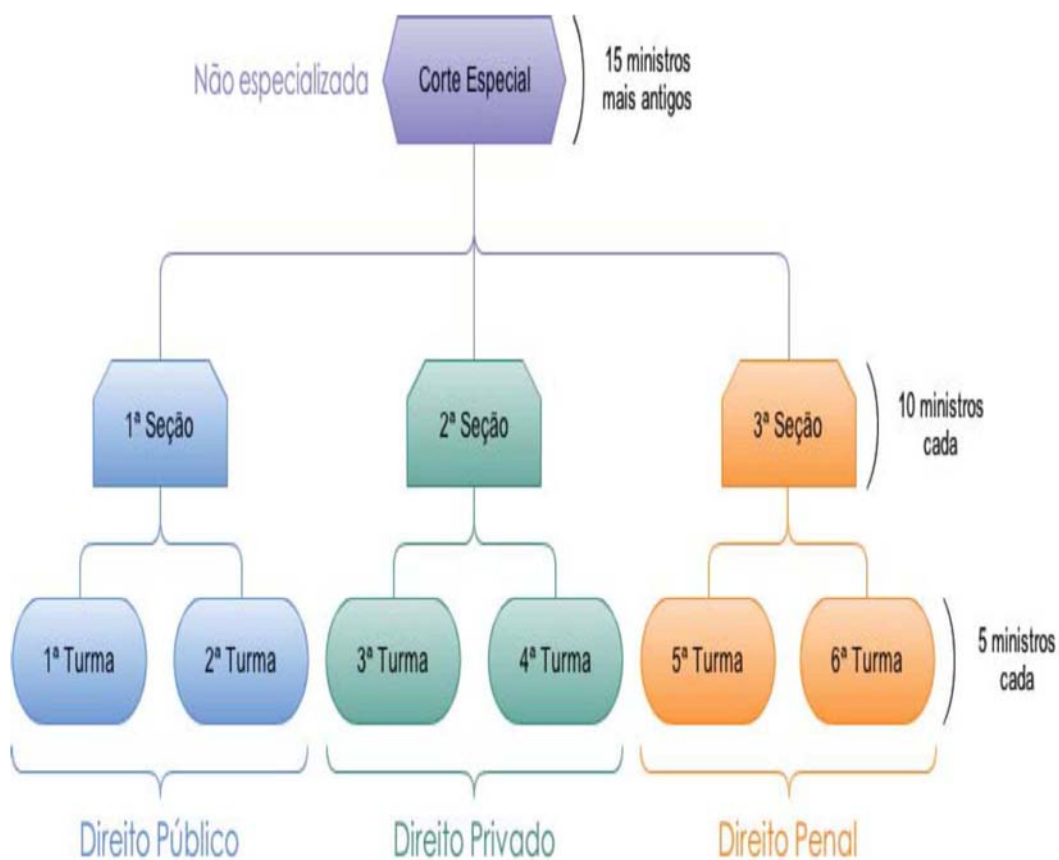 Não especializada
Corte Especial
15 ministros
mais antigos
1ª Seção
2ª Seção
3ª Seção
10 ministros
cada
1ª Turma
2ª Turma
3ª Turma
4ª Turma
5ª Turma
6ª Turma
5 ministros
cada
Direito Público
Direito Privado
Direito Penal